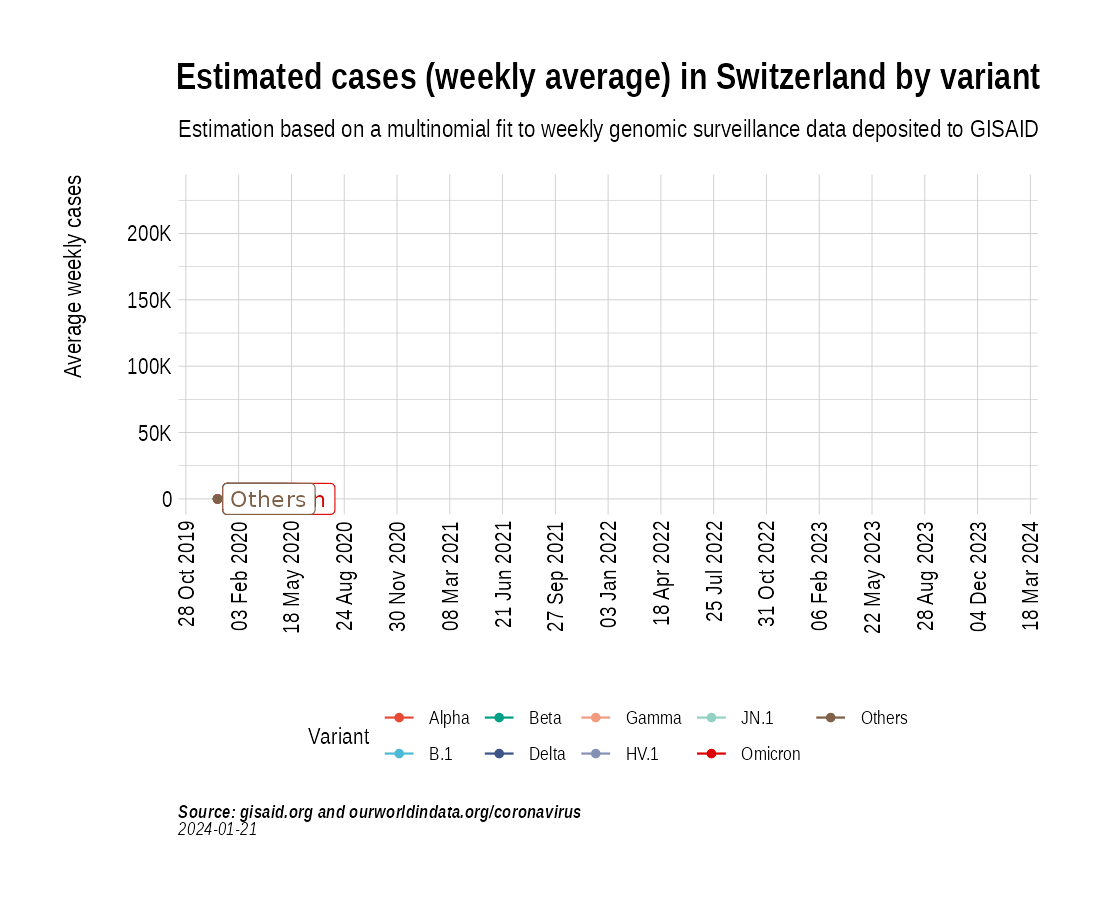 Estimated cases (weekly average) in Switzerland by variant
Estimation based on a multinomial fit to weekly genomic surveillance data deposited to GISAID
Average weekly cases
200K
150K
100K
50K
0
Others
n
28 Oct 2019
03 Feb 2020
18 May 2020
24 Aug 2020
30 Nov 2020
08 Mar 2021
21 Jun 2021
27 Sep 2021
03 Jan 2022
18 Apr 2022
25 Jul 2022
31 Oct 2022
06 Feb 2023
22 May 2023
28 Aug 2023
04 Dec 2023
18 Mar 2024
Variant
Alpha
Beta
Gamma
JN.1
Others
B.1
Delta
HV.1
Omicron
Source: gisaid.org and ourworldindata.org/coronavirus
2024-01-21